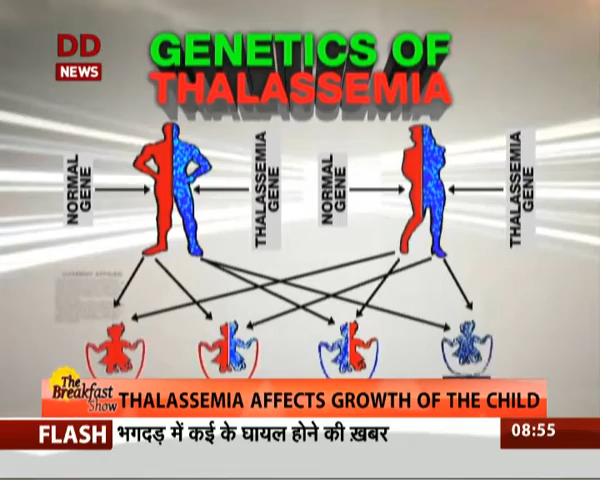 DD
NEWS
GENETICS OF
THALASSEMIA
NORMAL
GENE
THALASSEMIA
GENE
NORMAL
GENE
THALASSEMIA
GENE
The
Breakfast
Show
THALASSEMIA AFFECTS GROWTH OF THE CHILD
FLASH
भगदड़ में कई के घायल होने की ख़बर
08:55